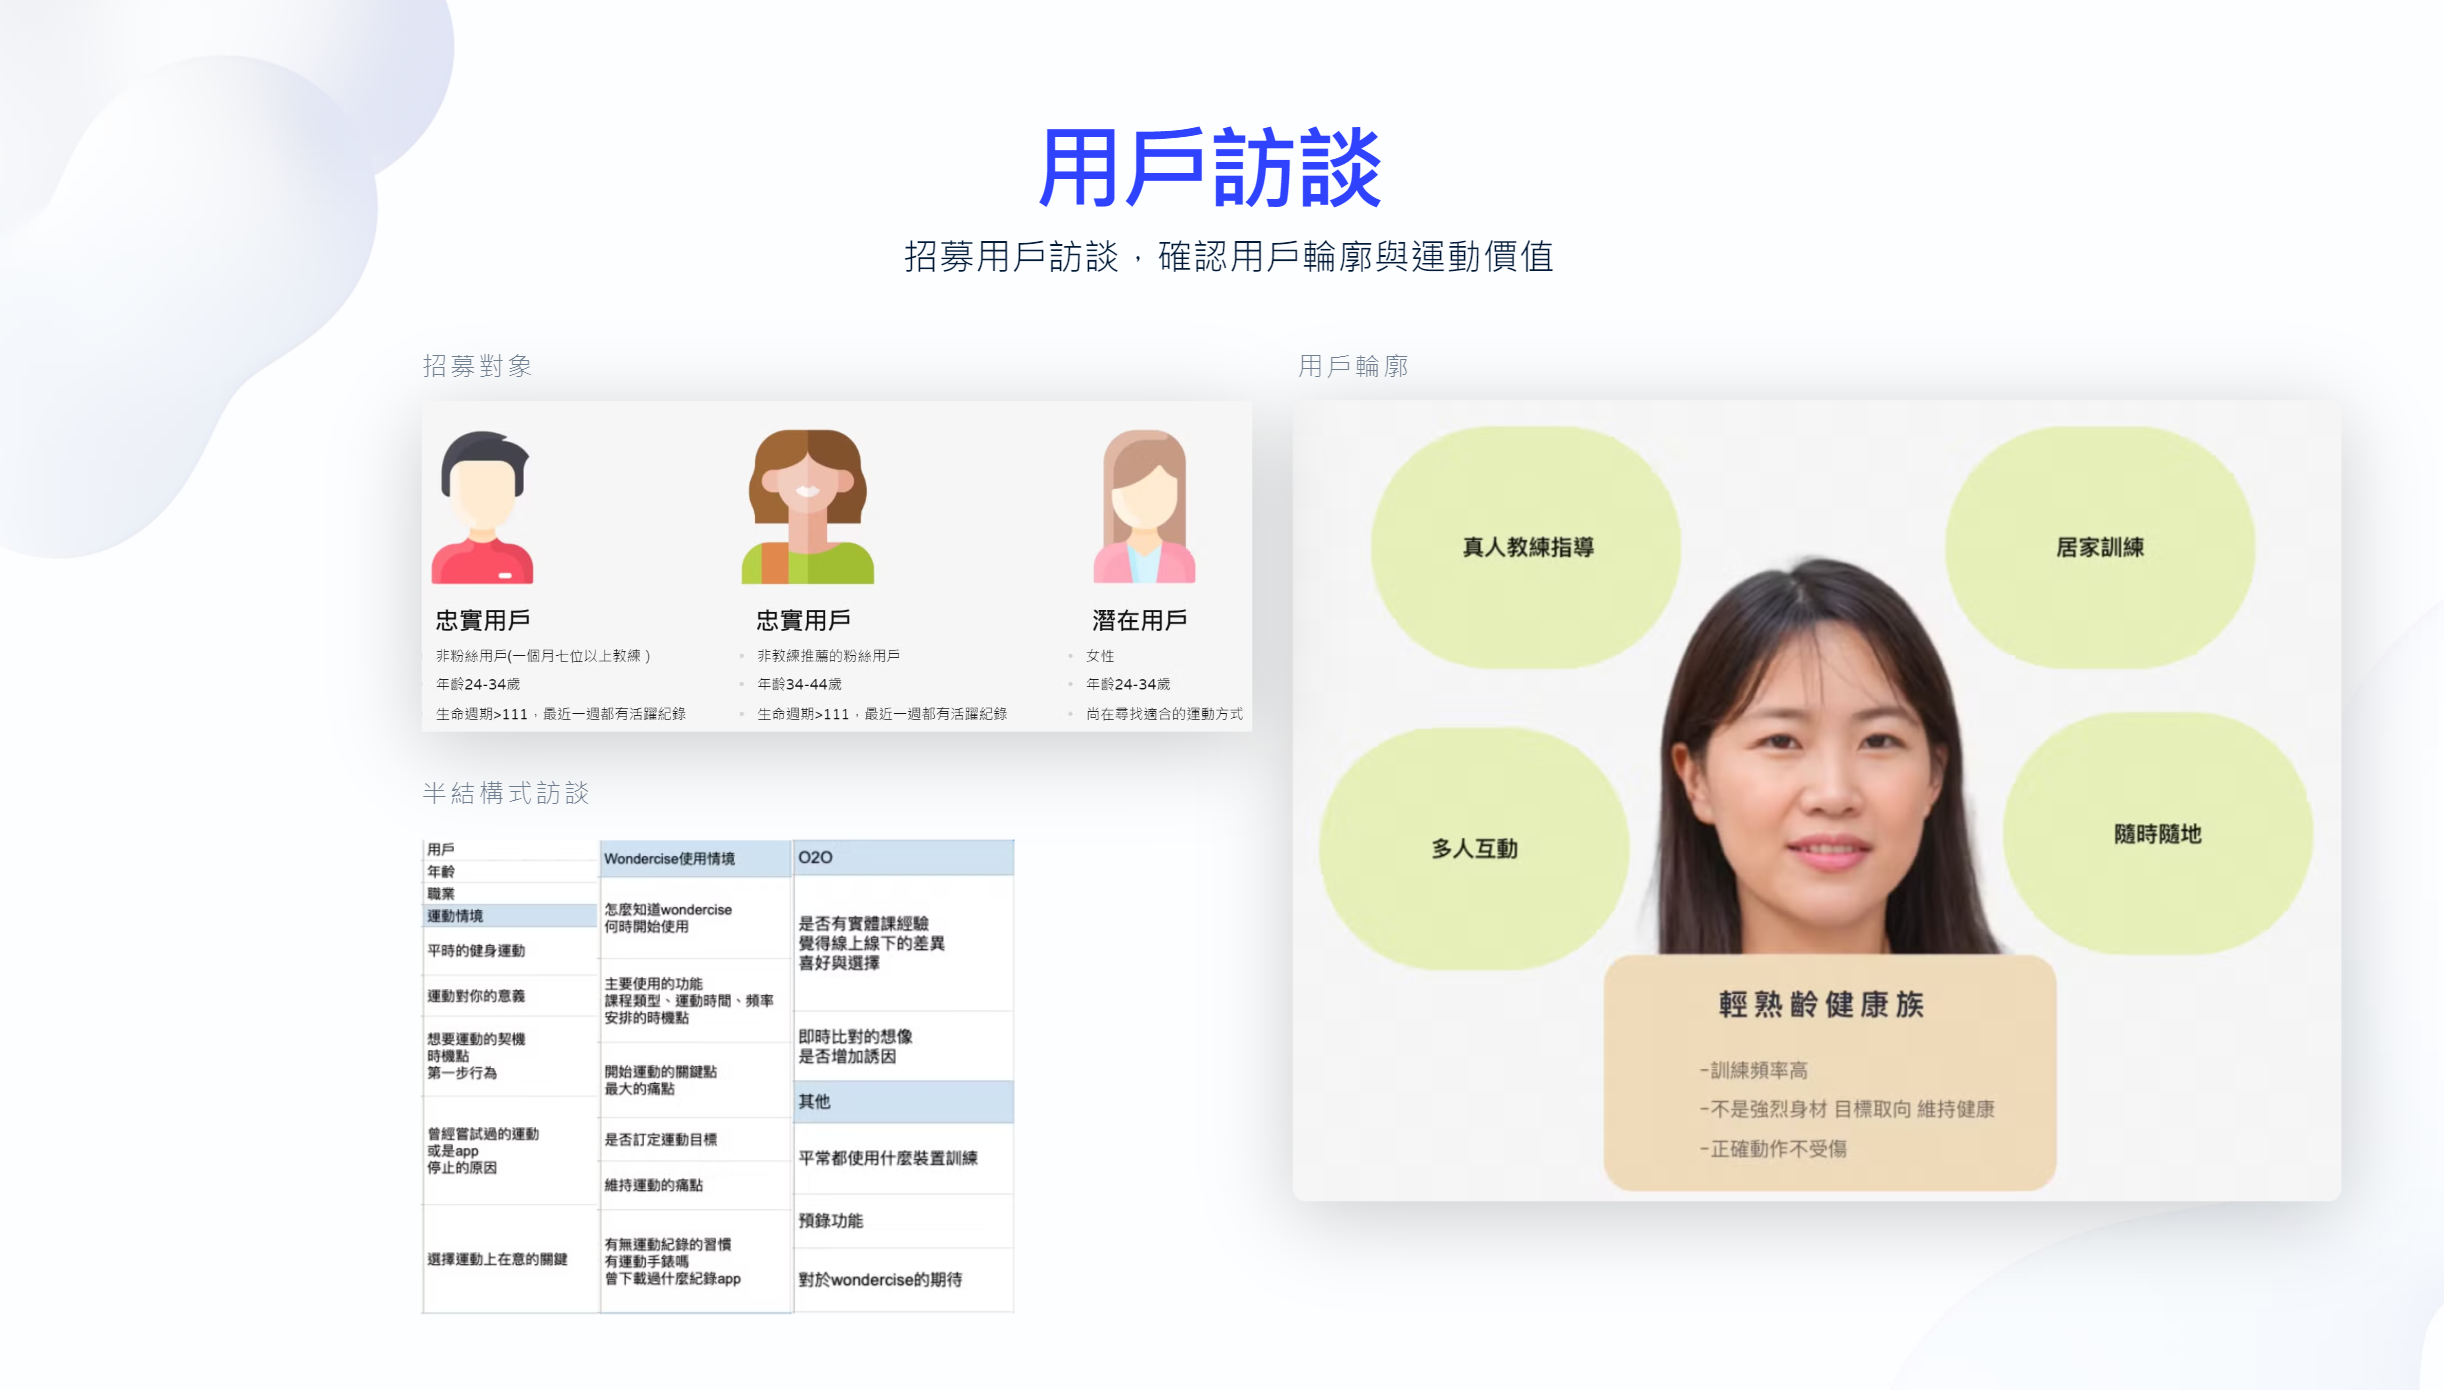 用戶訪談
招募用戶訪談，確認用戶輪廓與運動價值
招募對象
忠實用戶
非粉絲用戶(一個月七位以上教練 )
年齡24-34歲
生命週期>111，最近一週都有活躍紀錄
忠實用戶
非教練推薦的粉絲用戶
年齡34-44歲
生命週期>111，最近一週都有活躍紀錄
潛在用戶
女性
年齡24-34歲
尚在尋找適合的運動方式
半結構式訪談
用戶
年齡
職業
運動情境
平時的健身運動
運動對你的意義
想要運動的契機
時機點
第一步行為
曾經嘗試過的運動
或是app
停止的原因
選擇運動上在意的關鍵
Wondercise使用情境
怎麼知道wondercise
何時開始使用
主要使用的功能
課程類型、運動時間、頻率
安排的時機點
開始運動的關鍵點
最大的痛點
是否訂定運動目標
維持運動的痛點
有無運動紀錄的習慣
有運動手錶嗎
曾下載過什麼紀錄app
O2O
是否有實體課經驗
覺得線上線下的差異
喜好與選擇
即時比對的想像
是否增加誘因
其他
平常都使用什麼裝置訓練
預錄功能
對於wondercise的期待
用戶輪廓
真人教練指導
居家訓練
多人互動
隨時隨地
輕熟齡健康族
-訓練頻率高
-不是強烈身材 目標取向 維持健康
-正確動作不受傷